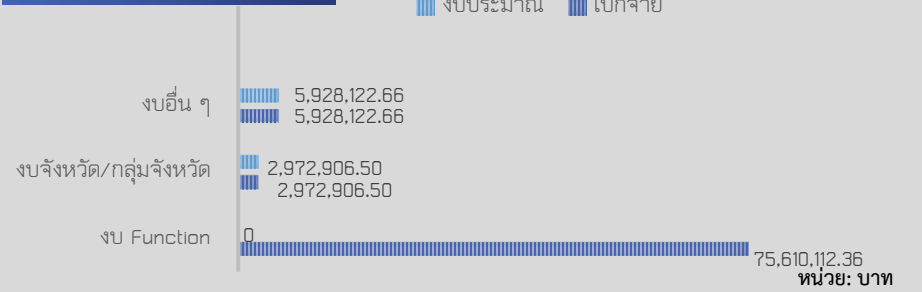 งบประมาณ เบิกจ่าย
งบอื่น ๆ
5,928,122.66
5,928,122.66
งบจังหวัด/กลุ่มจังหวัด
2,972,906.50
2,972,906.50
งบ Function
0
75,610,112.36
หน่วย: บาท